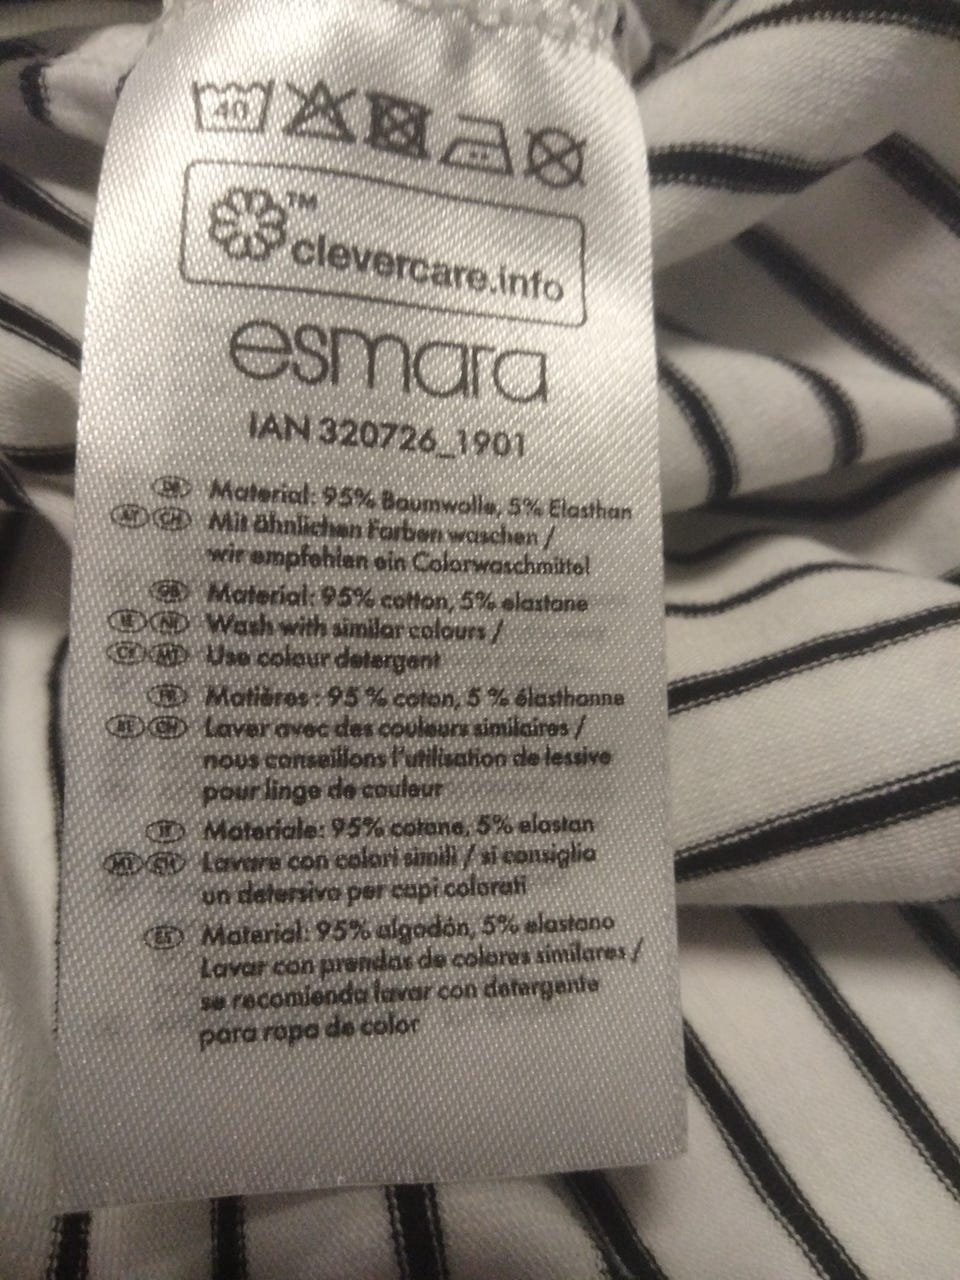 40
™
clevercare.info
esmara
IAN 320726_1901
DE Material: 95% Baumwolle, 5% Elasthan
AT CH Mit ähnlichen Farben waschen /
wir empfehlen ein Colorwaschmittel
GB Material: 95% cotton, 5% elastane
IE NI Wash with similar colours /
CY MT Use colour detergent
FR Matières : 95 % coton, 5 % élasthanne
BE CH Laver avec des couleurs similaires /
nous conseillons l'utilisation de lessive
pour linge de couleur
IT Materiale: 95% cotone, 5% elastan
MT CH Lavare con colori simili / si consiglia
un detersivo per capi colorati
ES Material: 95% algodón, 5% elastano
Lavar con prendas de colores similares /
se recomienda lavar con detergente
para ropa de color